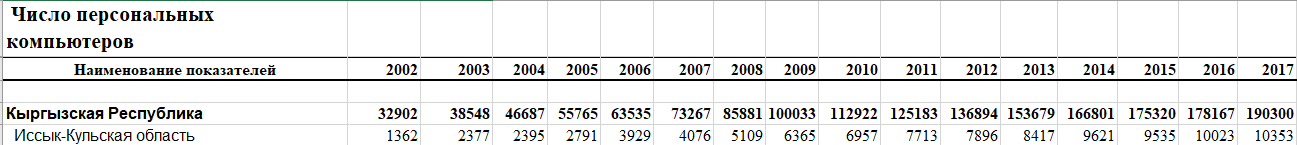 Число персональных
компьютеров
Наименование показателей 2002 2003 2004 2005 2006 2007 2008 2009 2010 2011 2012 2013 2014 2015 2016 2017
Кыргызская Республика 32902 38548 46687 55765 63535 73267 85881 100033 112922 125183 136894 153679 166801 175320 178167 190300
Иссык-Кульская область 1362 2377 2395 2791 3929 4076 5109 6365 6957 7713 7896 8417 9621 9535 10023 10353